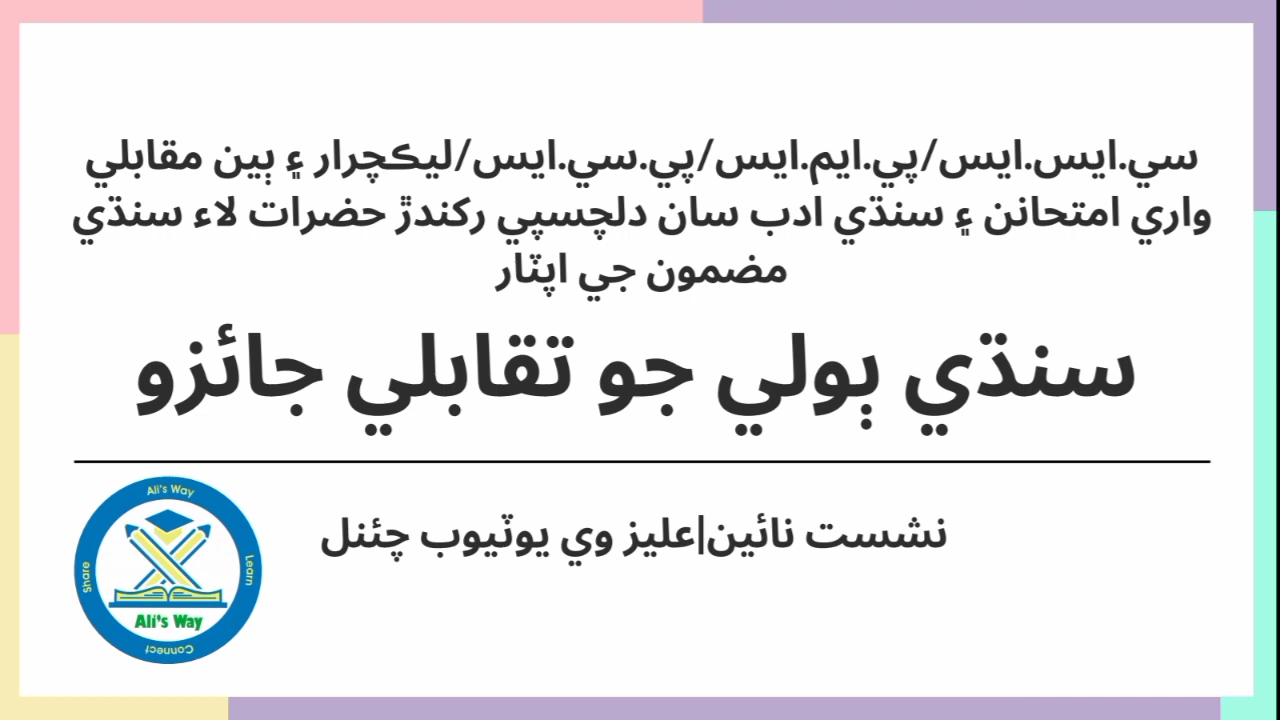 سي.ايس.ايس/پي.ايم.ايس/پي.سي.ايس/ليڪچرار ۽ ٻين مقابلي
واري امتحانن ۽ سنڌي ادب سان دلچسپي رکندڙ حضرات لاء سنڌي
مضمون جي اپٽار
سنڌي ٻولي جو تقابلي جائزو
نشست نائين|عليز وي يوٽيوب چئنل
Ali's Way
Share
Learn
Ali's Way
Connect